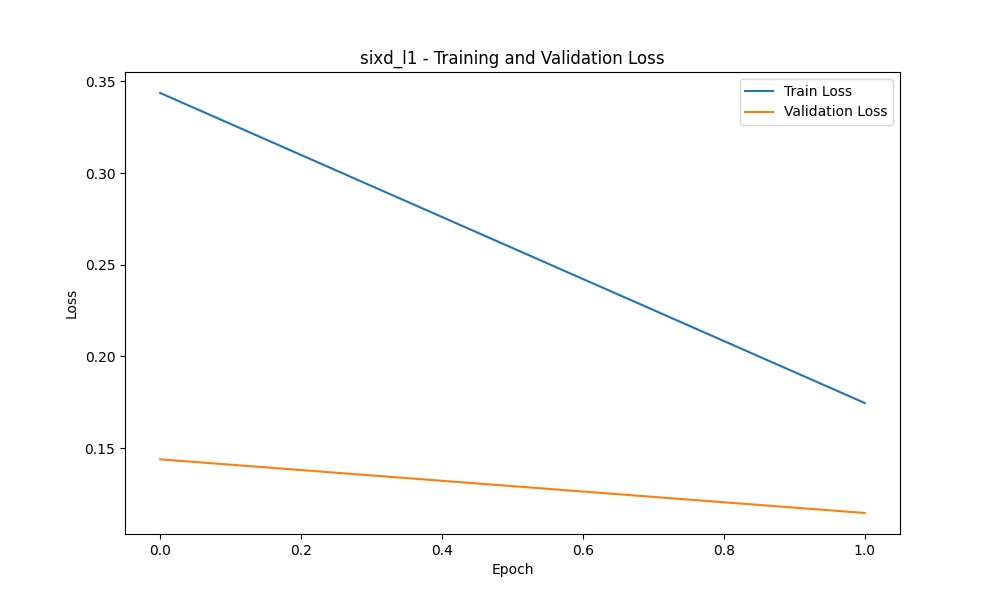 sixd_l1 - Training and Validation Loss
Train Loss
Validation Loss
0.35
0.30
0.25
0.20
0.15
Loss
0.0 0.2 0.4 0.6 0.8 1.0
Epoch